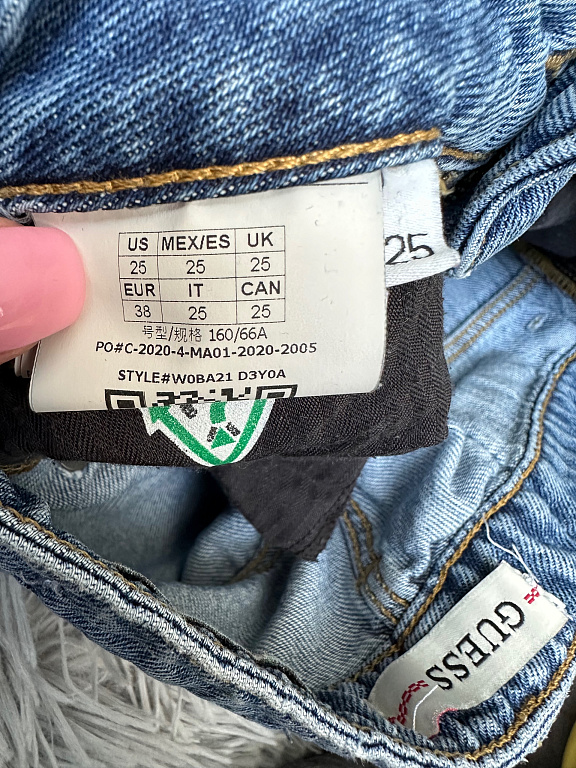 US MEX/ES UK
25 25 25
EUR IT CAN
38 25 25
号型/规格 160/66A
PO#C-2020-4-MA01-2020-2005
STYLE#W0BA21 D3Y0A
25
GUESS